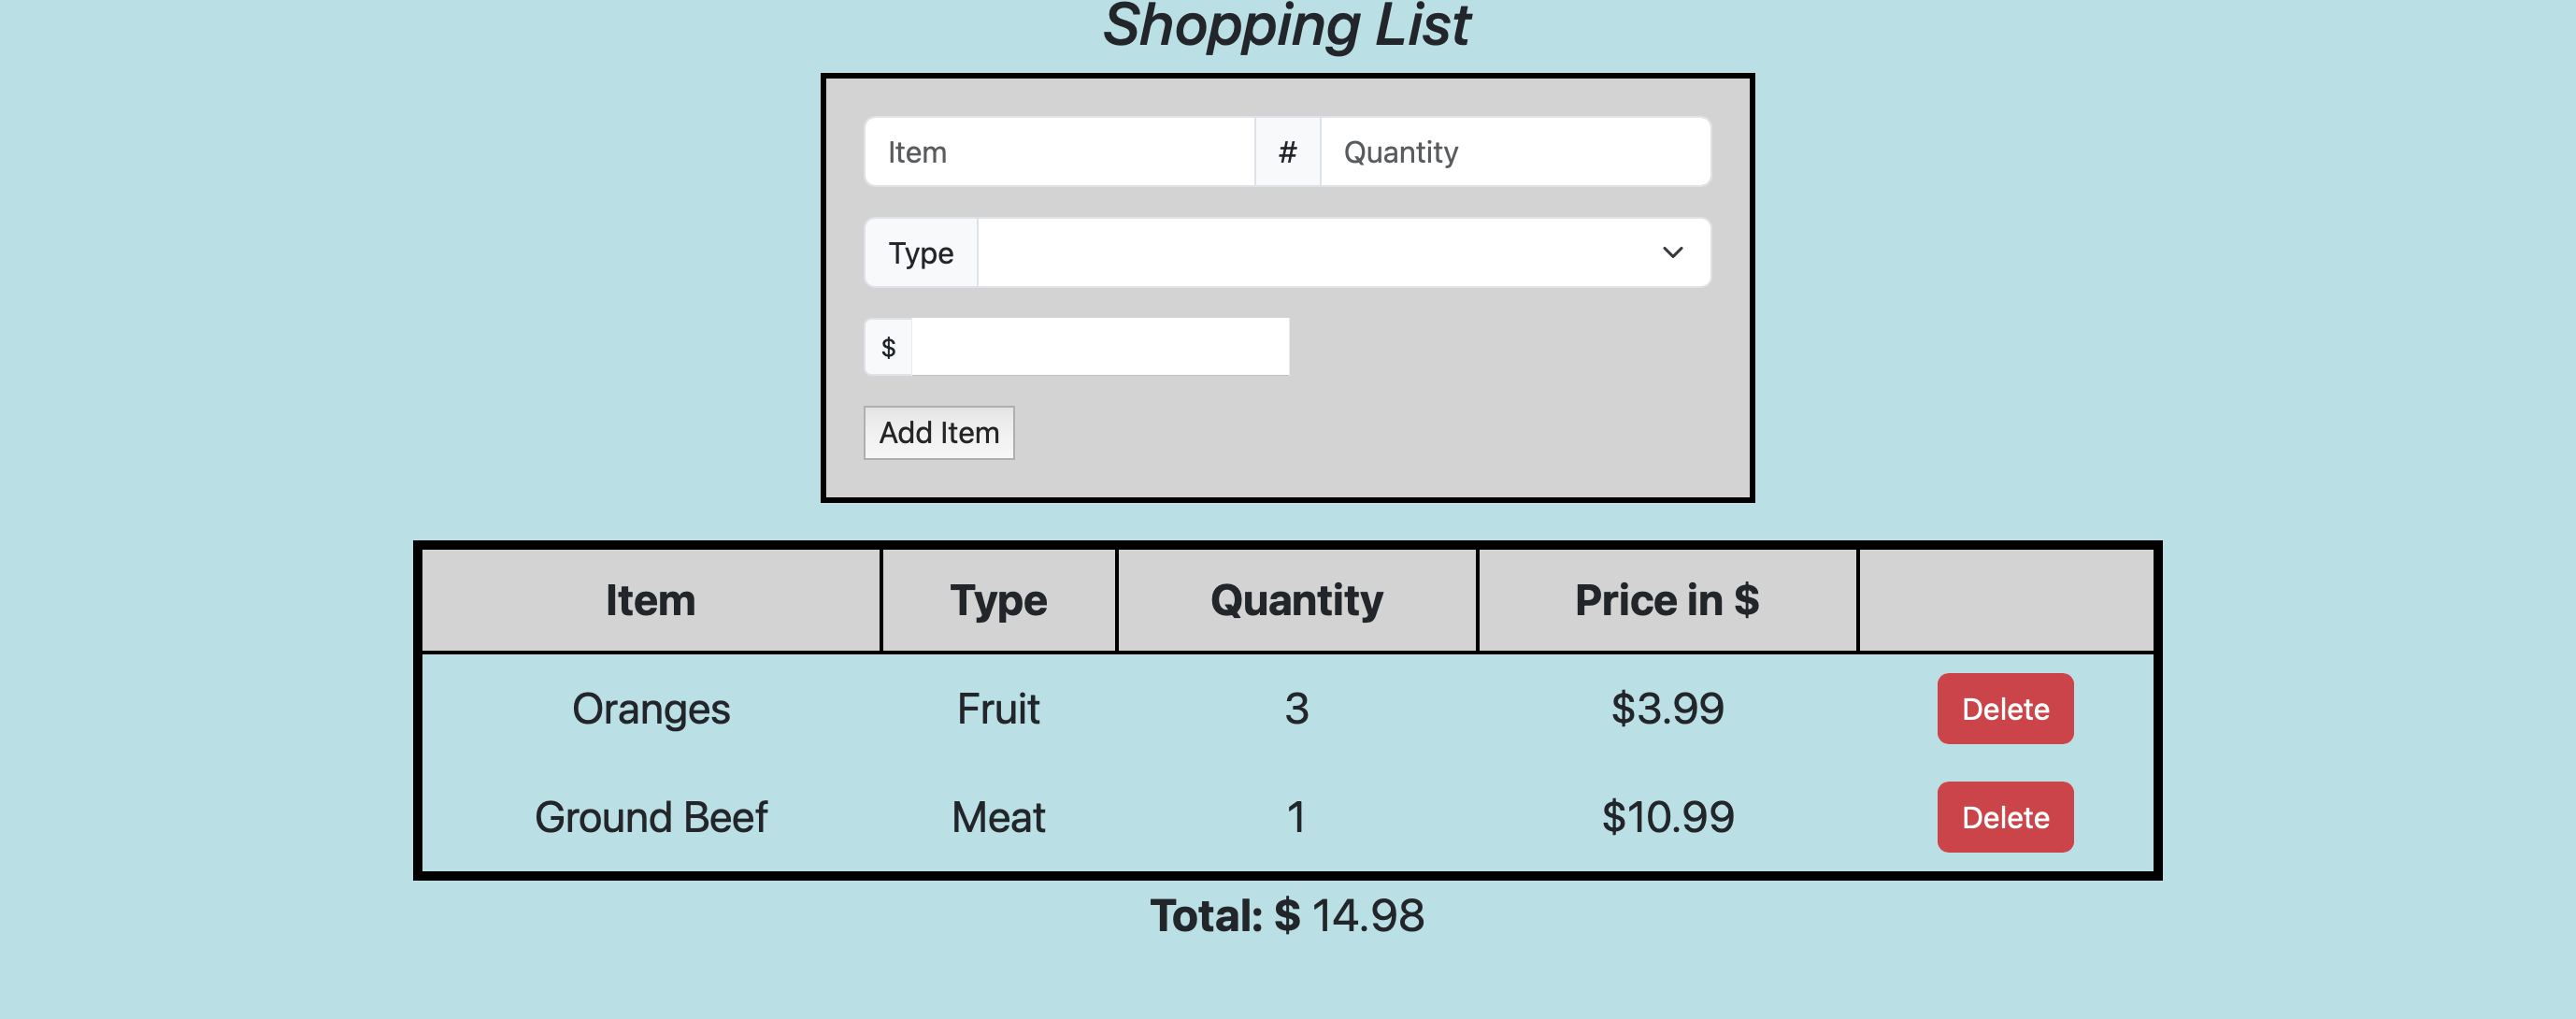 Shopping List
Item # Quantity
Type
$
Add Item
Item Type Quantity Price in $
Oranges Fruit 3 $3.99 Delete
Ground Beef Meat 1 $10.99 Delete
Total: $ 14.98